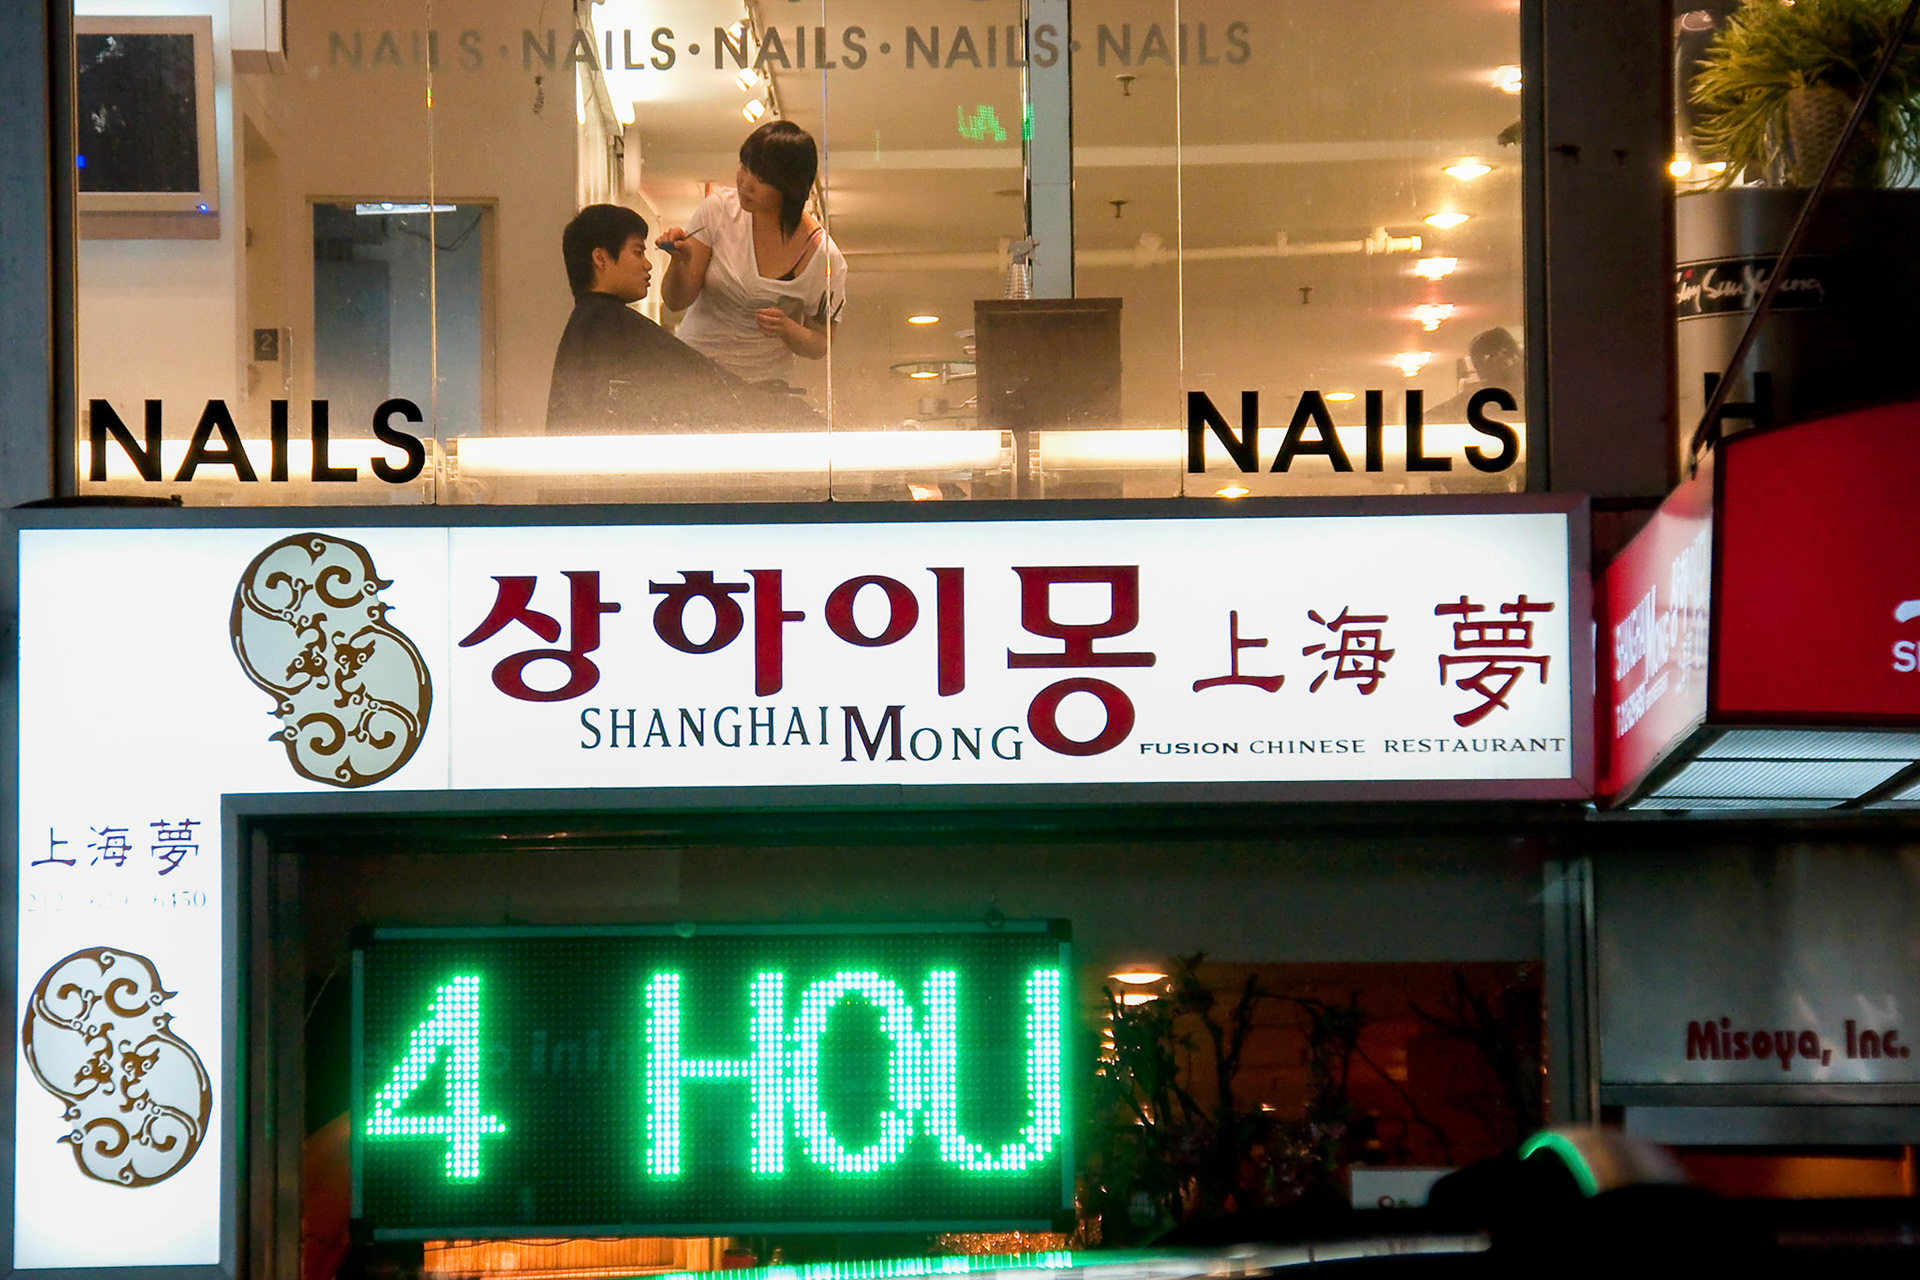 NAILS·NAILS·NAILS·NAILS·NAILS
2
NAILS
NAILS
H
상하이몽 上海夢
SHANGHAI MONG
FUSION CHINESE RESTAURANT
上海夢
4 HOU
Misoya, Inc.